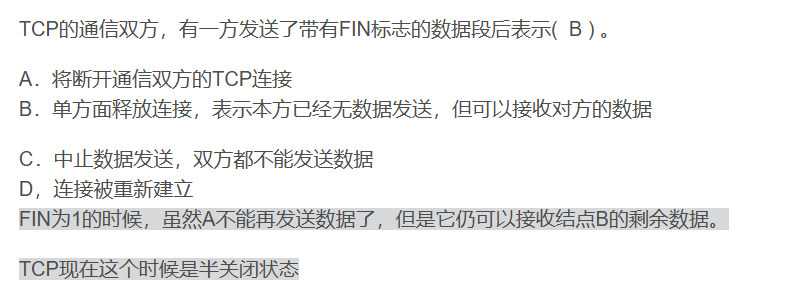 TCP的通信双方，有一方发送了带有FIN标志的数据段后表示( B ) 。
A．将断开通信双方的TCP连接
B．单方面释放连接，表示本方已经无数据发送，但可以接收对方的数据
C．中止数据发送，双方都不能发送数据
D，连接被重新建立
FIN为1的时候，虽然A不能再发送数据了，但是它仍可以接收结点B的剩余数据。
TCP现在这个时候是半关闭状态